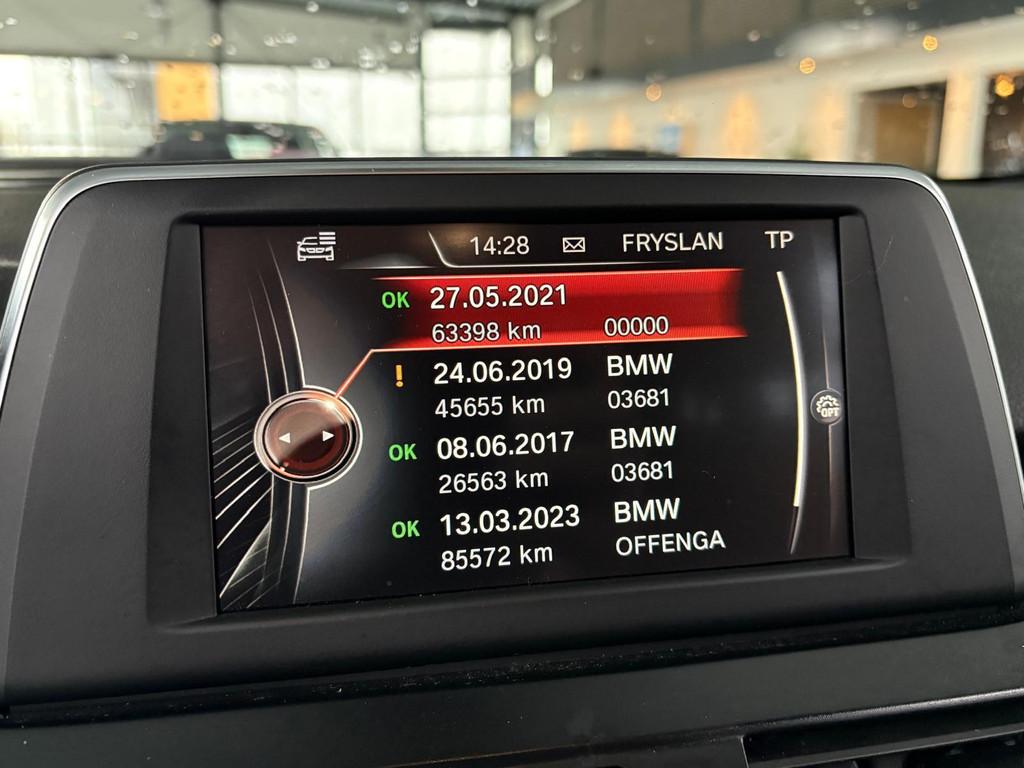 14:28 FRYSLAN TP
OK 27.05.2021
63398 km 00000
! 24.06.2019 BMW
45655 km 03681
OK 08.06.2017 BMW
26563 km 03681
OK 13.03.2023 BMW
85572 km OFFENGA
OPT